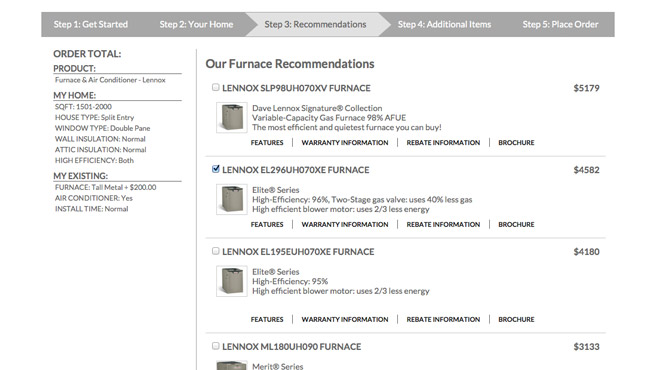 Step 1: Get Started
Step 2: Your Home
Step 3: Recommendations
Step 4: Additional Items
Step 5: Place Order
ORDER TOTAL:
PRODUCT:
Furnace & Air Conditioner - Lennox
MY HOME:
SQFT: 1501-2000
HOUSE TYPE: Split Entry
WINDOW TYPE: Double Pane
WALL INSULATION: Normal
ATTIC INSULATION: Normal
HIGH EFFICIENCY: Both
MY EXISTING:
FURNACE: Tall Metal + $200.00
AIR CONDITIONER: Yes
INSTALL TIME: Normal
Our Furnace Recommendations
LENNOX SLP98UH070XV FURNACE $5179
Dave Lennox Signature® Collection
Variable-Capacity Gas Furnace 98% AFUE
The most efficient and quietest furnace you can buy!
FEATURES WARRANTY INFORMATION REBATE INFORMATION BROCHURE
LENNOX EL296UH070XE FURNACE $4582
Elite® Series
High-Efficiency: 96%, Two-Stage gas valve: uses 40% less gas
High efficient blower motor: uses 2/3 less energy
FEATURES WARRANTY INFORMATION REBATE INFORMATION BROCHURE
LENNOX EL195EUH070XE FURNACE $4180
Elite® Series
High-Efficiency: 95%
High efficient blower motor: uses 2/3 less energy
FEATURES WARRANTY INFORMATION REBATE INFORMATION BROCHURE
LENNOX ML180UH090 FURNACE $3133
Merit® Series